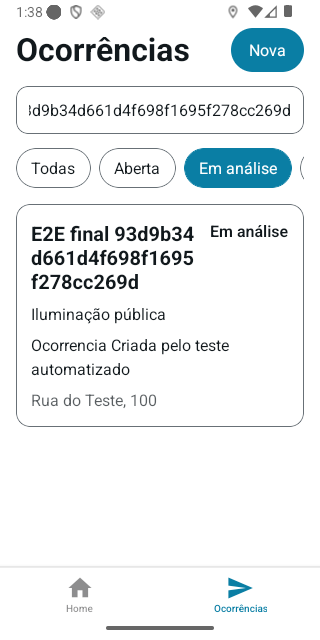 1:38
Ocorrências
Nova
3d9b34d661d4f698f1695f278cc269d
Todas
Aberta
Em análise
E2E final 93d9b34
d661d4f698f1695
f278cc269d
Em análise
Iluminação pública
Ocorrencia Criada pelo teste
automatizado
Rua do Teste, 100
Home
Ocorrências